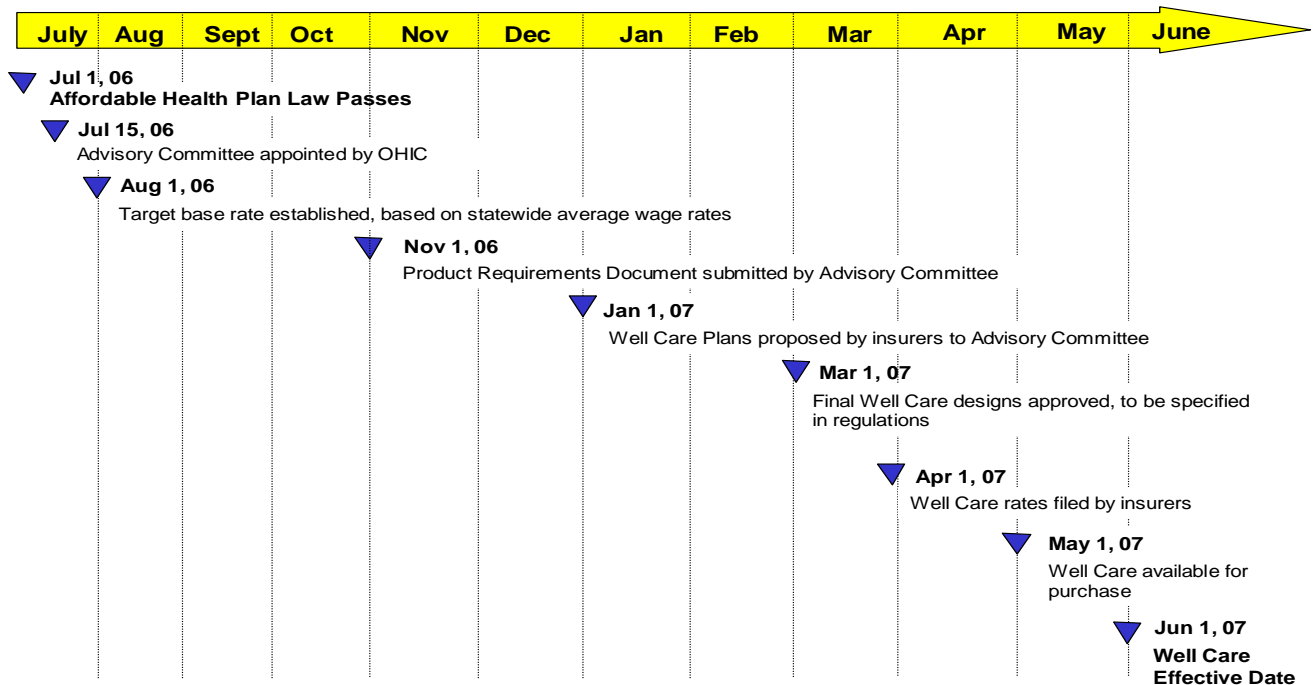 July Aug Sept Oct Nov Dec Jan Feb Mar Apr May June
Jul 1, 06
Affordable Health Plan Law Passes
Jul 15, 06
Advisory Committee appointed by OHIC
Aug 1, 06
Target base rate established, based on statewide average wage rates
Nov 1, 06
Product Requirements Document submitted by Advisory Committee
Jan 1, 07
Well Care Plans proposed by insurers to Advisory Committee
Mar 1, 07
Final Well Care designs approved, to be specified
in regulations
Apr 1, 07
Well Care rates filed by insurers
May 1, 07
Well Care available for
purchase
Jun 1, 07
Well Care
Effective Date